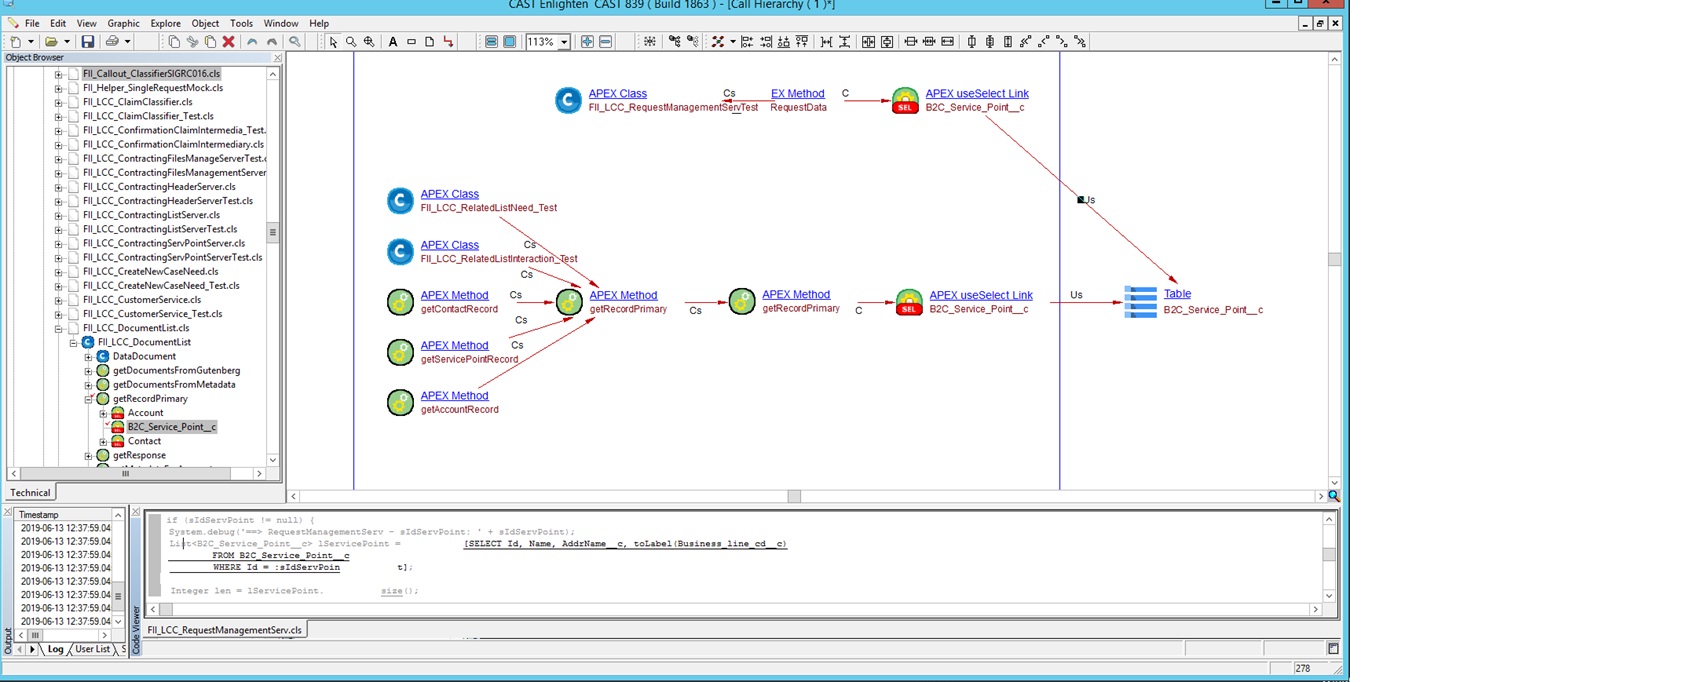 CAST Enlighten CAST 839 ( Build 1863 ) - [Call Hierarchy ( 1 )*]
File Edit View Graphic Explore Object Tools Window Help
A 113%
Object Browser
FII_Callout_ClassifierSIGRC016.cls
FII_Helper_SingleRequestMock.cls
FII_LCC_ClaimClassifier.cls
FII_LCC_ClaimClassifier_Test.cls
FII_LCC_ConfirmationClaimIntermedia_Test.
FII_LCC_ConfirmationClaimIntermediary.cls
FII_LCC_ContractingFilesManageServerTest.c
FII_LCC_ContractingFilesManagementServer
FII_LCC_ContractingHeaderServer.cls
FII_LCC_ContractingHeaderServerTest.cls
FII_LCC_ContractingListServer.cls
FII_LCC_ContractingListServerTest.cls
FII_LCC_ContractingServPointServer.cls
FII_LCC_ContractingServPointServerTest.cls
FII_LCC_CreateNewCaseNeed.cls
FII_LCC_CreateNewCaseNeed_Test.cls
FII_LCC_CustomerService.cls
FII_LCC_CustomerService_Test.cls
FII_LCC_DocumentList.cls
FII_LCC_DocumentList
DataDocument
getDocumentsFromGutenberg
getDocumentsFromMetadata
getRecordPrimary
Account
B2C_Service_Point__c
Contact
getResponse
Technical
APEX Class
FII_LCC_RequestManagementServTest
Cs
EX Method
RequestData
C
SEL
APEX useSelect Link
B2C_Service_Point__c
Us
APEX Class
FII_LCC_RelatedListNeed_Test
Cs
APEX Class
FII_LCC_RelatedListInteraction_Test
Cs
APEX Method
getContactRecord
Cs
APEX Method
getRecordPrimary
Cs
APEX Method
getRecordPrimary
C
SEL
APEX useSelect Link
B2C_Service_Point__c
Us
Table
B2C_Service_Point__c
Cs
APEX Method
getServicePointRecord
Cs
APEX Method
getAccountRecord
Timestamp
2019-06-13 12:37:59.04
2019-06-13 12:37:59.04
2019-06-13 12:37:59.04
2019-06-13 12:37:59.04
2019-06-13 12:37:59.04
2019-06-13 12:37:59.04
2019-06-13 12:37:59.04
2019-06-13 12:37:59.04
Output
Log User List S
Code Viewer
if (sIdServPoint != null) {
System.debug('==> RequestManagementServ - sIdServPoint: ' + sIdServPoint);
List<B2C_Service_Point__c> lServicePoint = [SELECT Id, Name, AddrName__c, toLabel(Business_line_cd__c)
FROM B2C_Service_Point__c
WHERE Id = :sIdServPoin t];
Integer len = lServicePoint. size();
FII_LCC_RequestManagementServ.cls
278